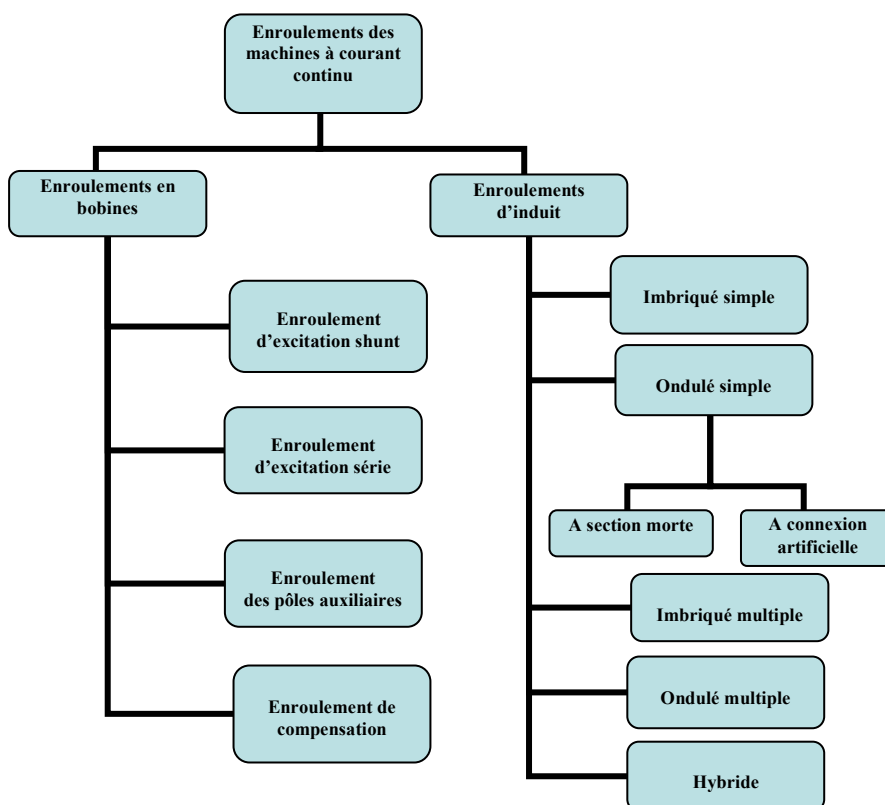 Enroulements des
machines à courant
continu
Enroulements en
bobines
Enroulements
d’induit
Enroulement
d’excitation shunt
Enroulement
d’excitation série
Enroulement
des pôles auxiliaires
Enroulement de
compensation
Imbriqué simple
Ondulé simple
A section morte
A connexion
artificielle
Imbriqué multiple
Ondulé multiple
Hybride